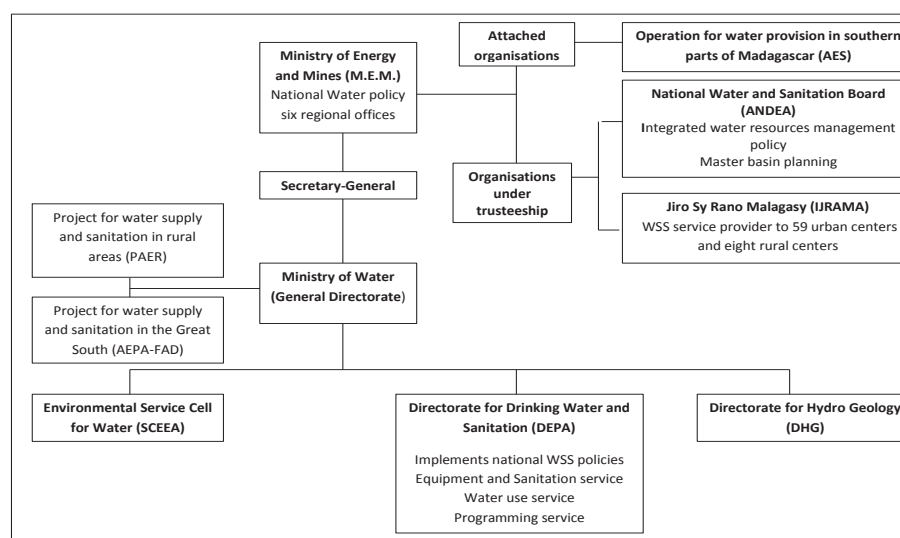 Attached
organisations
Operation for water provision in southern
parts of Madagascar (AES)
Ministry of Energy
and Mines (M.E.M.)
National Water policy
six regional offices
National Water and Sanitation Board
(ANDEA)
Integrated water resources management
policy
Master basin planning
Secretary-General
Organisations
under
trusteeship
Jiro Sy Rano Malagasy (IJRAMA)
WSS service provider to 59 urban centers
and eight rural centers
Project for water supply
and sanitation in rural
areas (PAER)
Ministry of Water
(General Directorate)
Project for water supply
and sanitation in the Great
South (AEPA-FAD)
Environmental Service Cell
for Water (SCEEA)
Directorate for Drinking Water and
Sanitation (DEPA)
Implements national WSS policies
Equipment and Sanitation service
Water use service
Programming service
Directorate for Hydro Geology
(DHG)